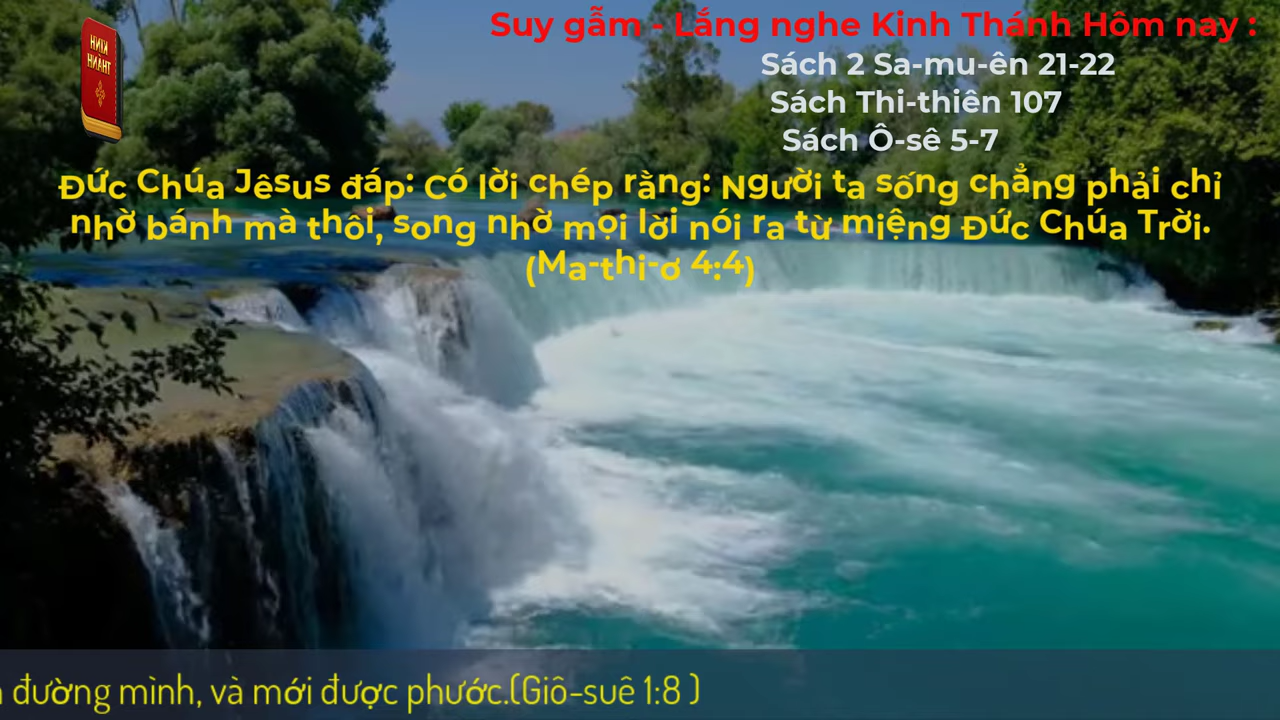 KINH
THÁNH
Suy gẫm - Lắng nghe Kinh Thánh Hôm nay :
Sách 2 Sa-mu-ên 21-22
Sách Thi-thiên 107
Sách Ô-sê 5-7
Đức Chúa Jêsus đáp: Có lời chép rằng: Người ta sống chẳng phải chỉ
nhờ bánh mà thôi, song nhờ mọi lời nói ra từ miệng Đức Chúa Trời.
(Ma-thi-ơ 4:4)
đường mình, và mới được phước.(Giô-suê 1:8 )